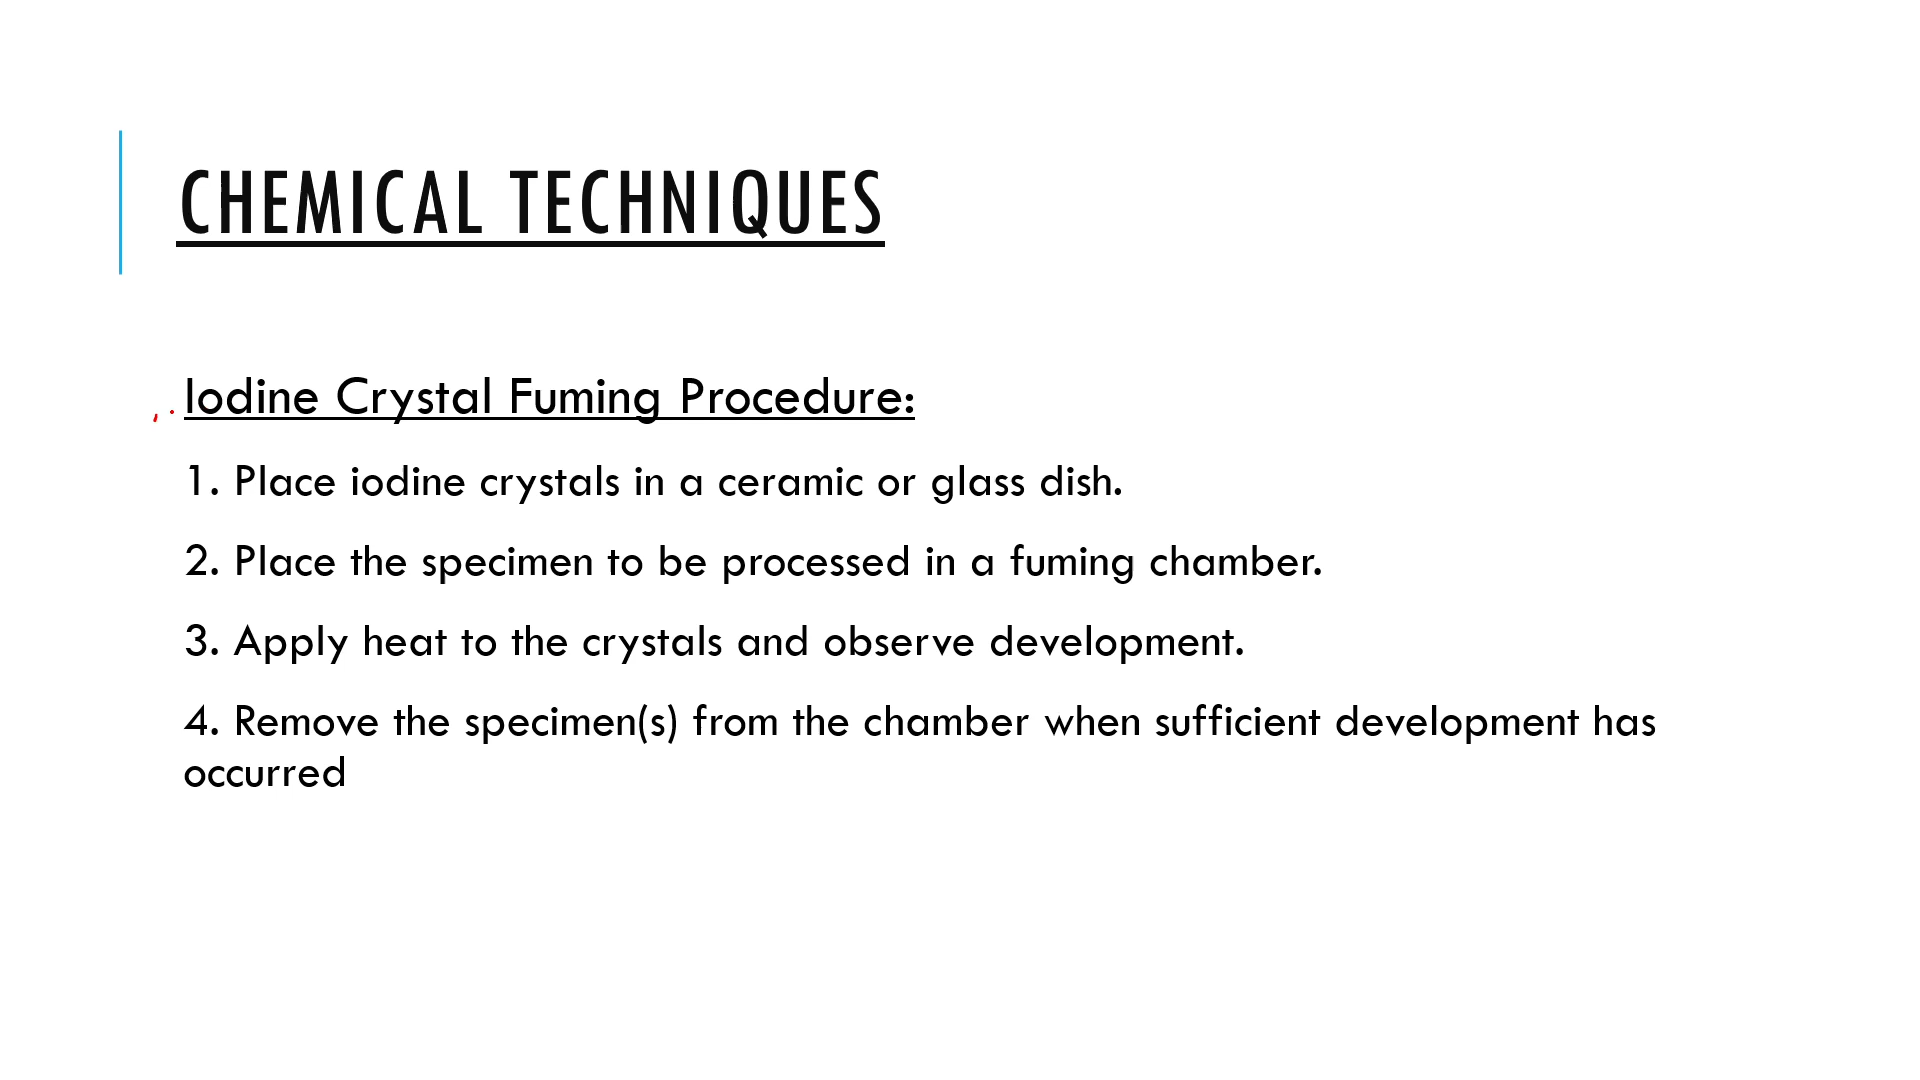 CHEMICAL TECHNIQUES
Iodine Crystal Fuming Procedure:
1. Place iodine crystals in a ceramic or glass dish.
2. Place the specimen to be processed in a fuming chamber.
3. Apply heat to the crystals and observe development.
4. Remove the specimen(s) from the chamber when sufficient development has
occurred